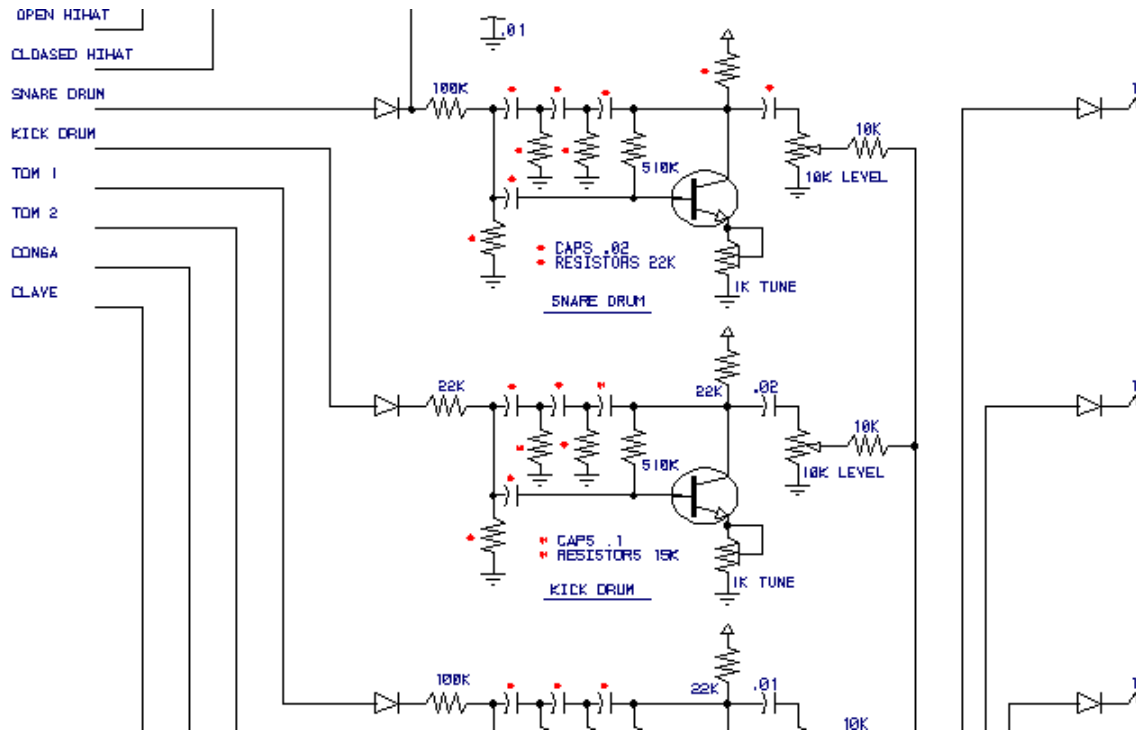 OPEN HIHAT
.01
CLOASED HIHAT
SNARE DRUM
100K
KICK DRUM
10K
TOM 1
510K
10K LEVEL
TOM 2
CONGA
CAPS .02
RESISTORS 22K
CLAVE
1K TUNE
SNARE DRUM
22K
22K
.02
10K
510K
10K LEVEL
CAPS .1
RESISTORS 15K
1K TUNE
KICK DRUM
100K
22K
.01
10K